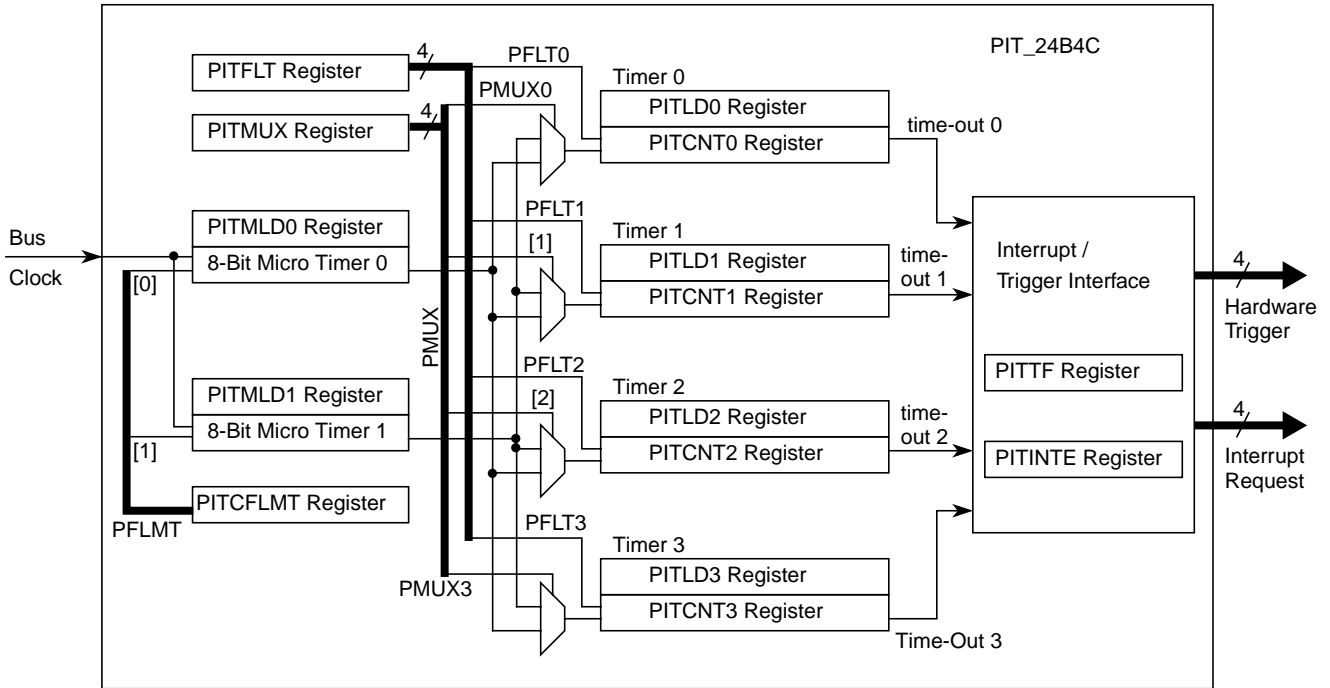 PIT_24B4C
4
PFLT0
PITFLT Register
PMUX0
4
PITMUX Register
Timer 0
PITLD0 Register
PITCNT0 Register
time-out 0
Bus
Clock
PITMLD0 Register
8-Bit Micro Timer 0
[0]
PFLT1
[1]
Timer 1
PITLD1 Register
PITCNT1 Register
time-
out 1
PMUX
PITMLD1 Register
8-Bit Micro Timer 1
[1]
PITCFLMT Register
PFLMT
PFLT2
[2]
Timer 2
PITLD2 Register
PITCNT2 Register
time-
out 2
PFLT3
PMUX3
Timer 3
PITLD3 Register
PITCNT3 Register
Time-Out 3
Interrupt /
Trigger Interface
PITTF Register
PITINTE Register
4
Hardware
Trigger
4
Interrupt
Request